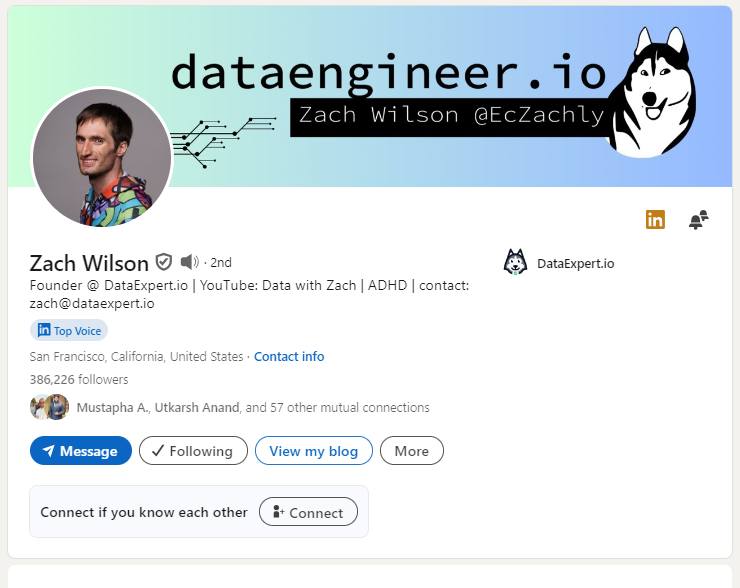 dataengineer.io
Zach Wilson @EcZachly
in
Zach Wilson · 2nd
DataExpert.io
Founder @ DataExpert.io | YouTube: Data with Zach | ADHD | contact:
zach@dataexpert.io
in Top Voice
San Francisco, California, United States · Contact info
386,226 followers
Mustapha A., Utkarsh Anand, and 57 other mutual connections
Message
Following
View my blog
More
Connect if you know each other
Connect